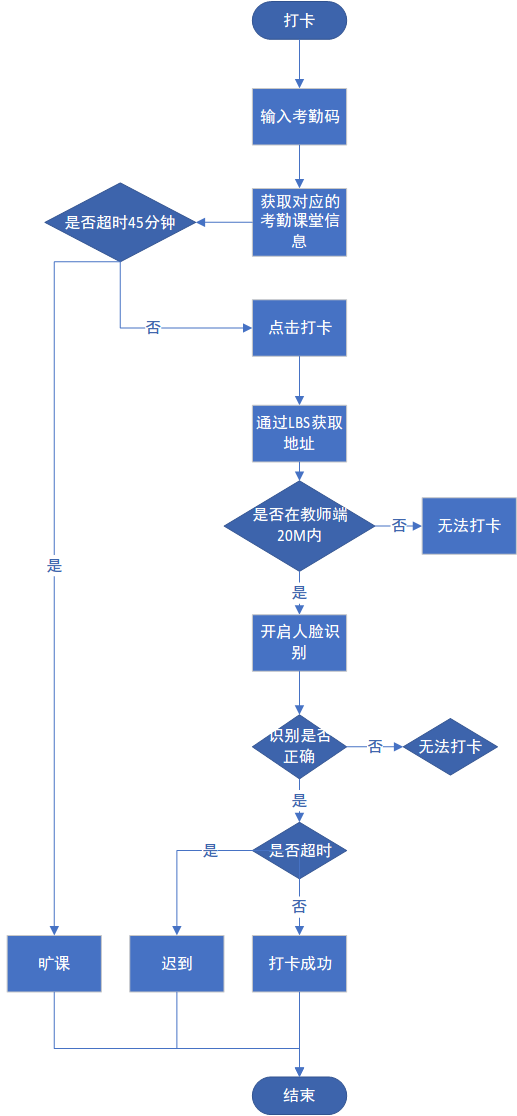 打卡
输入考勤码
获取对应的
考勤课堂信
息
是否超时45分钟
否
点击打卡
通过LBS获取
地址
是否在教师端
20M内
否
无法打卡
是
是
开启人脸识
别
识别是否
正确
否
无法打卡
是
是否超时
是
否
旷课
迟到
打卡成功
结束